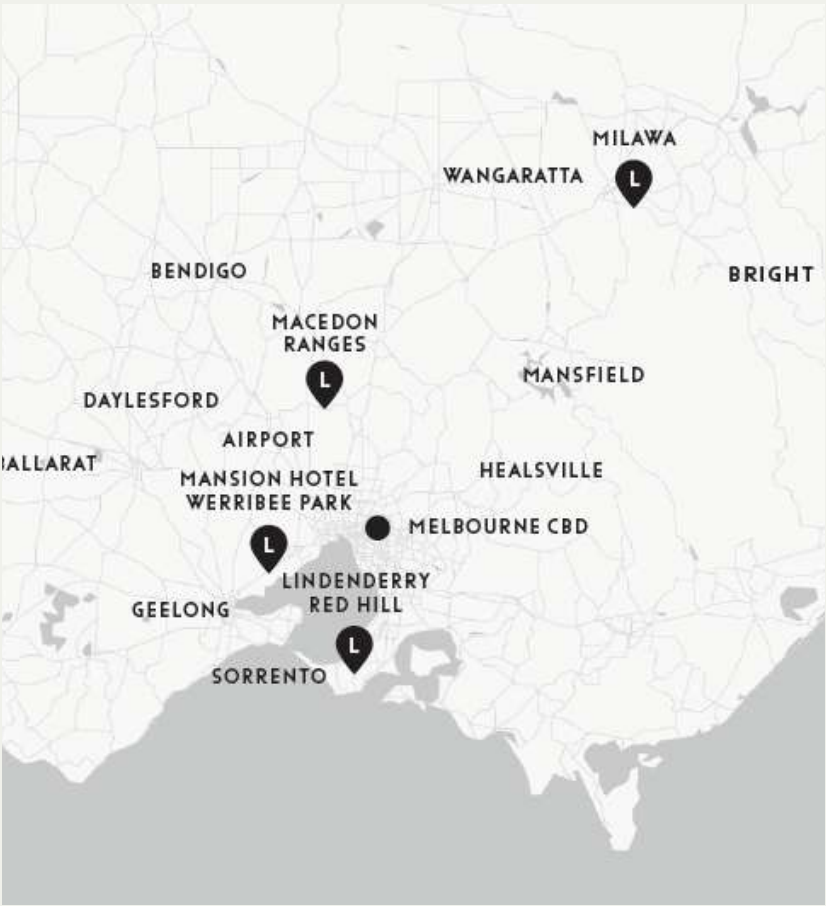 MILAWA
WANGARATTA
L
BENDIGO
BRIGHT
MACEDON
RANGES
L
MANSFIELD
DAYLESFORD
AIRPORT
BALLARAT
HEALSVILLE
MANSION HOTEL
WERRIBEE PARK
MELBOURNE CBD
L
LINDENDERRY
RED HILL
GEELONG
L
SORRENTO